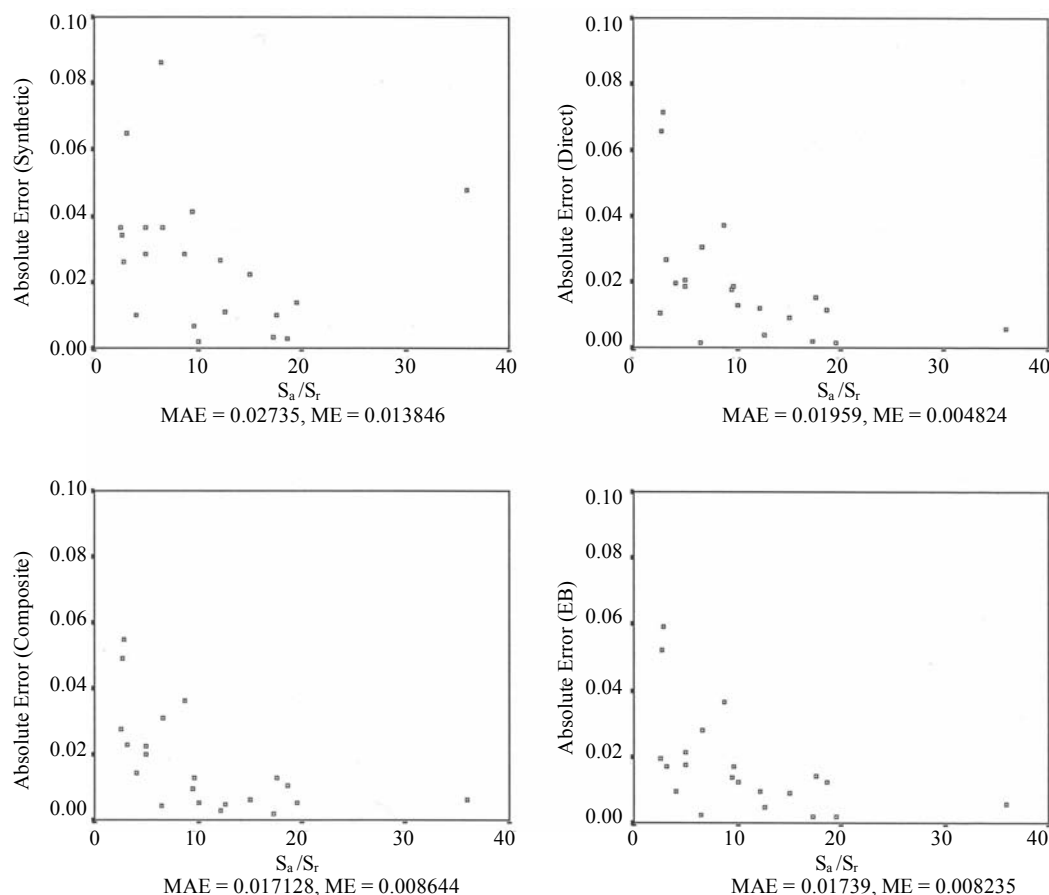 Absolute Error (Synthetic)
0.10
0.08
0.06
0.04
0.02
0.00
0 10 20 30 40
Sₐ/Sᵣ
MAE = 0.02735, ME = 0.013846
Absolute Error (Direct)
0.10
0.08
0.06
0.04
0.02
0.00
0 10 20 30 40
Sₐ/Sᵣ
MAE = 0.01959, ME = 0.004824
Absolute Error (Composite)
0.10
0.08
0.06
0.04
0.02
0.00
0 10 20 30 40
Sₐ/Sᵣ
MAE = 0.017128, ME = 0.008644
Absolute Error (EB)
0.10
0.08
0.06
0.04
0.02
0.00
0 10 20 30 40
Sₐ/Sᵣ
MAE = 0.01739, ME = 0.008235